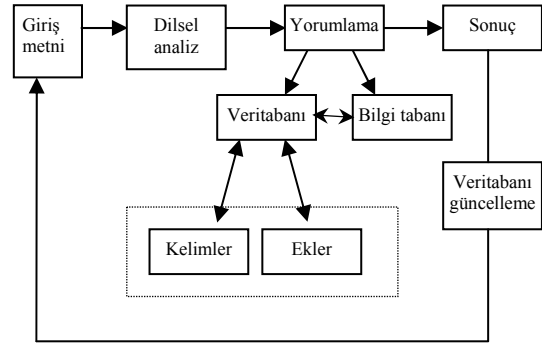 Giriş
metni
Dilsel
analiz
Yorumlama
Sonuç
Veritabanı
Bilgi tabanı
Veritabanı
güncelleme
Kelimler
Ekler